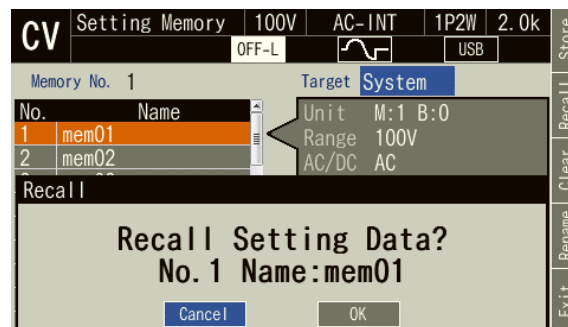 CV Setting Memory 100V AC-INT 1P2W 2.0k
OFF-L USB
Memory No. 1 Target System
No. Name
1 mem01
2 mem02
Unit M:1 B:0
Range 100V
AC/DC AC
Recall
Recall Setting Data?
No.1 Name:mem01
Cancel OK
Store
Recall
Clear
Rename
Exit